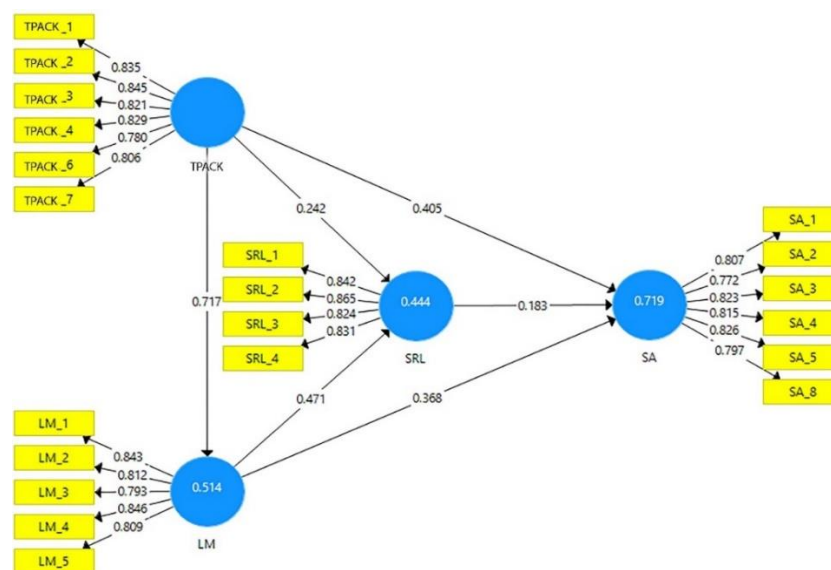 TPACK_1
TPACK _2
TPACK _3
TPACK _4
TPACK _6
TPACK _7
0.835
0.845
0.821
0.829
0.780
0.806
TPACK
0.242
0.405
0.717
SRL_1
SRL_2
SRL_3
SRL_4
0.842
0.865
0.824
0.831
0.444
SRL
0.183
0.719
SA
0.807
0.772
0.823
0.815
0.826
0.797
SA_1
SA_2
SA_3
SA_4
SA_5
SA_8
0.471
0.368
LM_1
LM_2
LM_3
LM_4
LM_5
0.843
0.812
0.793
0.846
0.809
0.514
LM